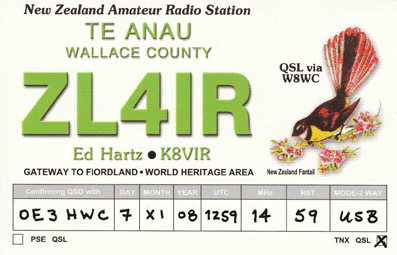 New Zealand Amateur Radio Station
TE ANAU
WALLACE COUNTY
QSL via
W8WC
ZL4IR
Ed Hartz • K8VIR
GATEWAY TO FIORDLAND • WORLD HERITAGE AREA
New Zealand Fantail
Confirming QSO with DAY MONTH YEAR UTC MHz RST MODE-2 WAY
OE3HWC 7 XI 08 1259 14 59 USB
PSE QSL TNX QSL X